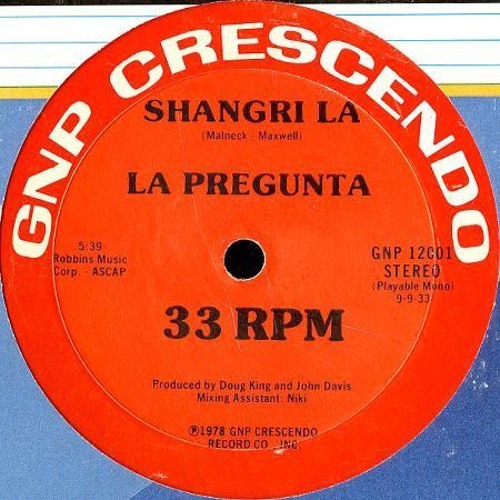 GNP CRESCENDO
SHANGRI LA
(Malneck - Maxwell)
LA PREGUNTA
5:39
Robbins Music
Corp. - ASCAP
GNP 12001
STEREO
(Playable Mono)
9-9-33
33 RPM
Produced by Doug King and John Davis
Mixing Assistant: Niki
℗1978 GNP CRESCENDO
RECORD CO., INC.